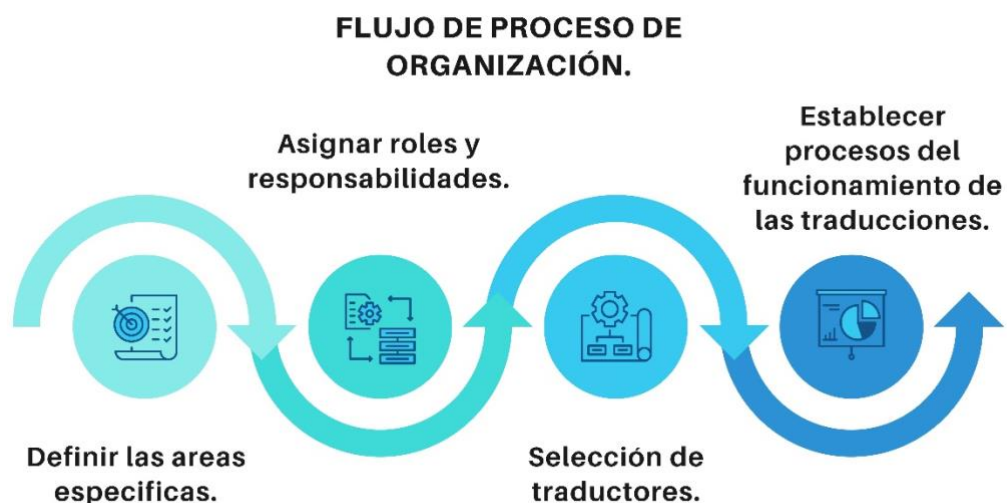 FLUJO DE PROCESO DE
ORGANIZACIÓN.
Definir las areas
especificas.
Asignar roles y
responsabilidades.
Selección de
traductores.
Establecer
procesos del
funcionamiento de
las traducciones.